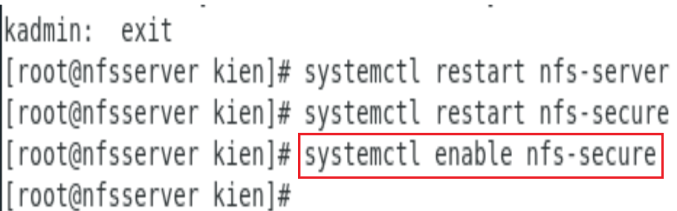 kadmin:  exit
[root@nfsserver kien]# systemctl restart nfs-server
[root@nfsserver kien]# systemctl restart nfs-secure
[root@nfsserver kien]# systemctl enable nfs-secure
[root@nfsserver kien]#